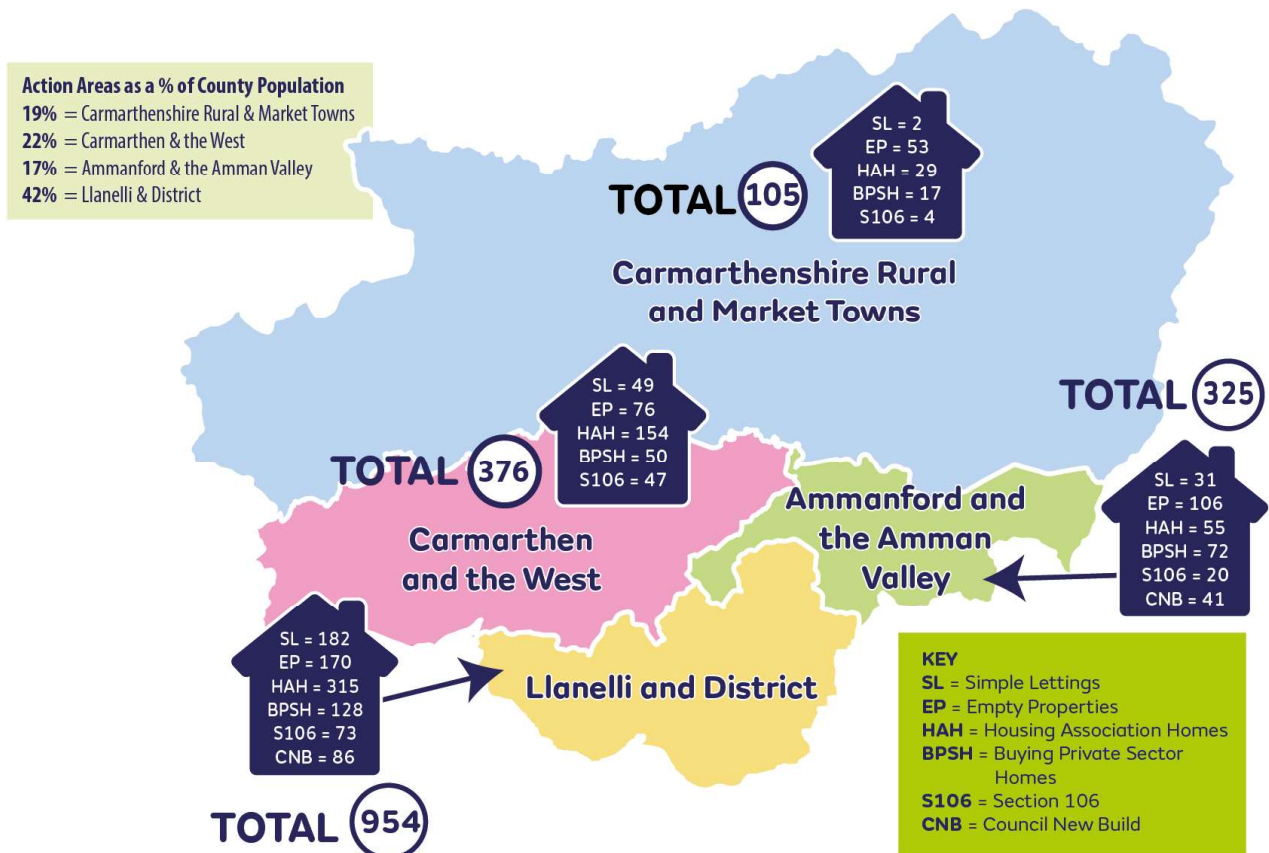 Action Areas as a % of County Population
19% = Carmarthenshire Rural & Market Towns
22% = Carmarthen & the West
17% = Ammanford & the Amman Valley
42% = Llanelli & District
SL = 2
EP = 53
HAH = 29
BPSH = 17
S106 = 4
TOTAL 105
Carmarthenshire Rural
and Market Towns
SL = 49
EP = 76
HAH = 154
BPSH = 50
S106 = 47
TOTAL 376
Carmarthen
and the West
TOTAL 325
SL = 31
EP = 106
HAH = 55
BPSH = 72
S106 = 20
CNB = 41
Ammanford and
the Amman
Valley
SL = 182
EP = 170
HAH = 315
BPSH = 128
S106 = 73
CNB = 86
TOTAL 954
Llanelli and District
KEY
SL = Simple Lettings
EP = Empty Properties
HAH = Housing Association Homes
BPSH = Buying Private Sector
Homes
S106 = Section 106
CNB = Council New Build